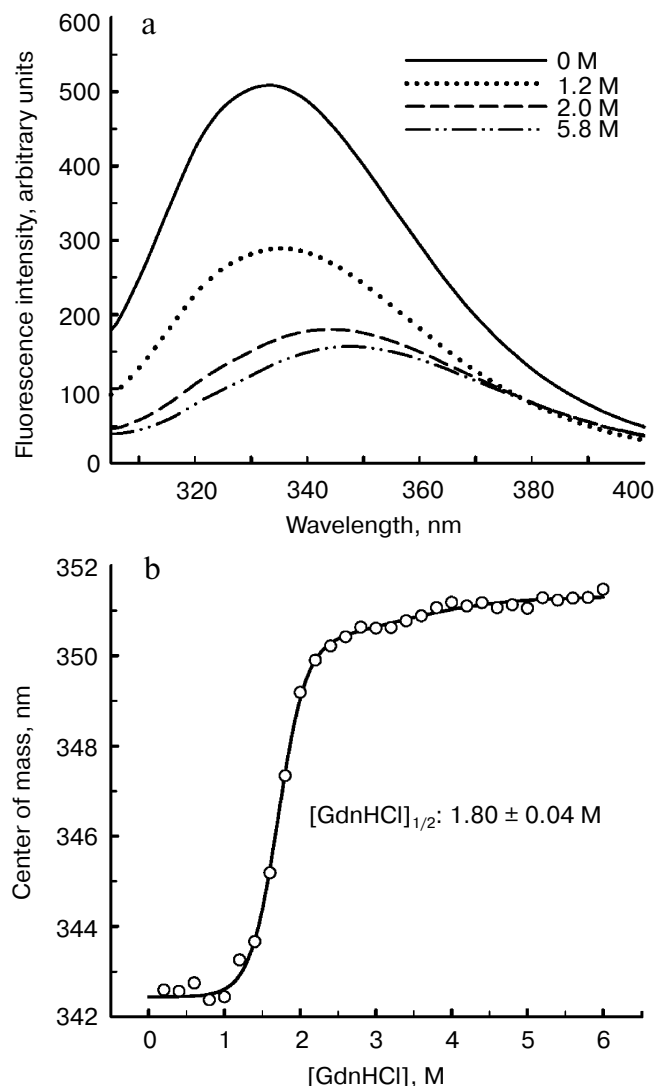 a
Fluorescence intensity, arbitrary units
600
500
400
300
200
100
0
0 M
1.2 M
2.0 M
5.8 M
320 340 360 380 400
Wavelength, nm
b
Center of mass, nm
352
350
348
346
344
342
[GdnHCl]1/2: 1.80 ± 0.04 M
0 1 2 3 4 5 6
[GdnHCl], M